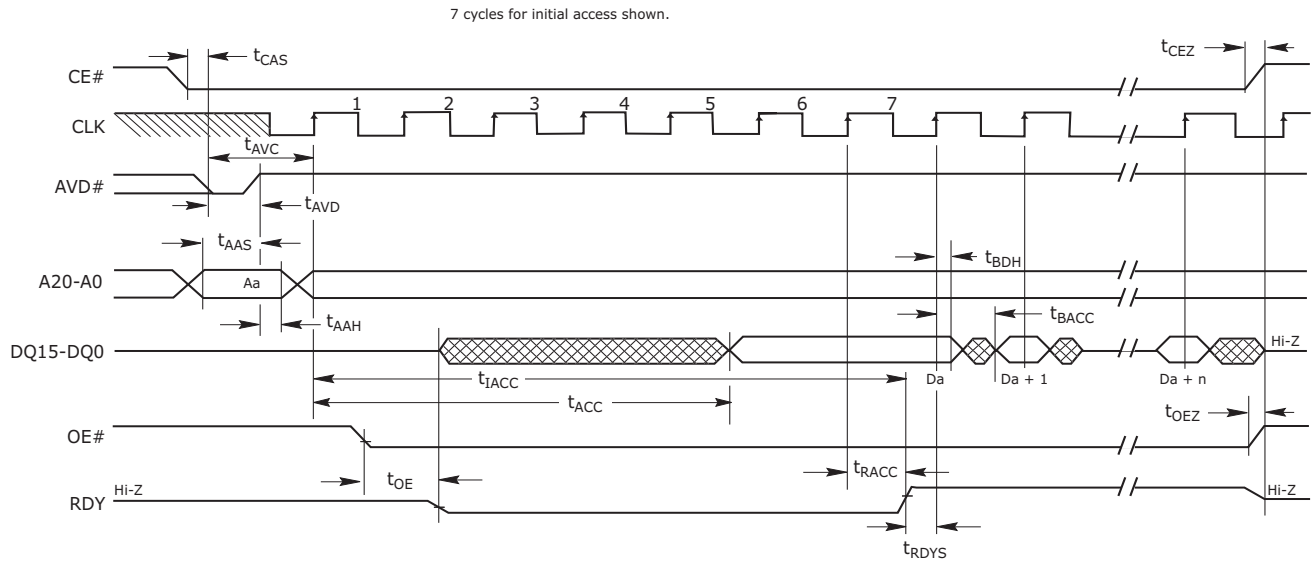 7 cycles for initial access shown.
tCEZ
tCAS
CE#
1 2 3 4 5 6 7
CLK
tAVC
AVD#
tAVD
tAAS
tBDH
A20-A0
Aa
tAAH
tBACC
DQ15-DQ0
Hi-Z
tIACC
Da
Da + 1
Da + n
tACC
tOEZ
OE#
tOE
tRACC
Hi-Z
Hi-Z
RDY
tRDYS